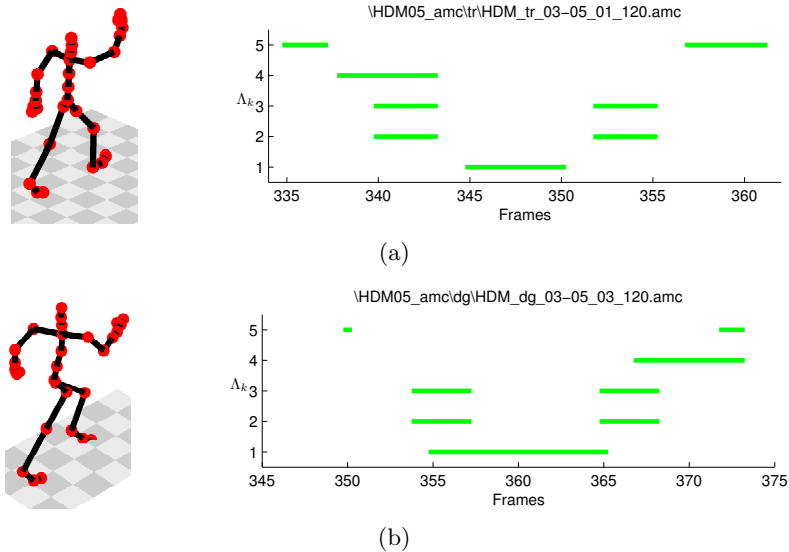 \HDM05_amc\tr\HDM_tr_03−05_01_120.amc
5
4
Λk
3
2
1
335 340 345 350 355 360
Frames
(a)
\HDM05_amc\dg\HDM_dg_03−05_03_120.amc
5
4
Λk
3
2
1
345 350 355 360 365 370 375
Frames
(b)